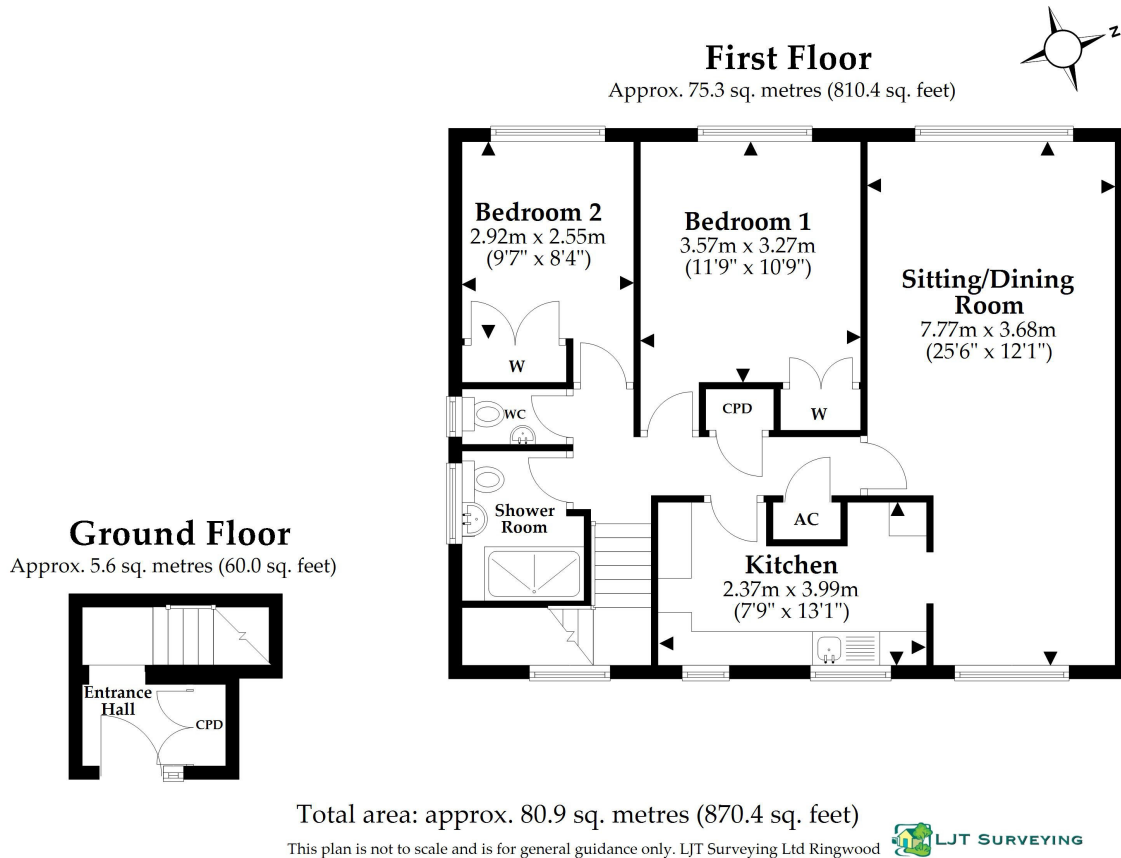 First Floor
Approx. 75.3 sq. metres (810.4 sq. feet)
N
Bedroom 2
2.92m x 2.55m
(9'7" x 8'4")
Bedroom 1
3.57m x 3.27m
(11'9" x 10'9")
Sitting/Dining
Room
7.77m x 3.68m
(25'6" x 12'1")
W
WC
CPD
W
Shower
Room
AC
Kitchen
2.37m x 3.99m
(7'9" x 13'1")
Ground Floor
Approx. 5.6 sq. metres (60.0 sq. feet)
Entrance
Hall
CPD
Total area: approx. 80.9 sq. metres (870.4 sq. feet)
This plan is not to scale and is for general guidance only. LJT Surveying Ltd Ringwood
LJT SURVEYING